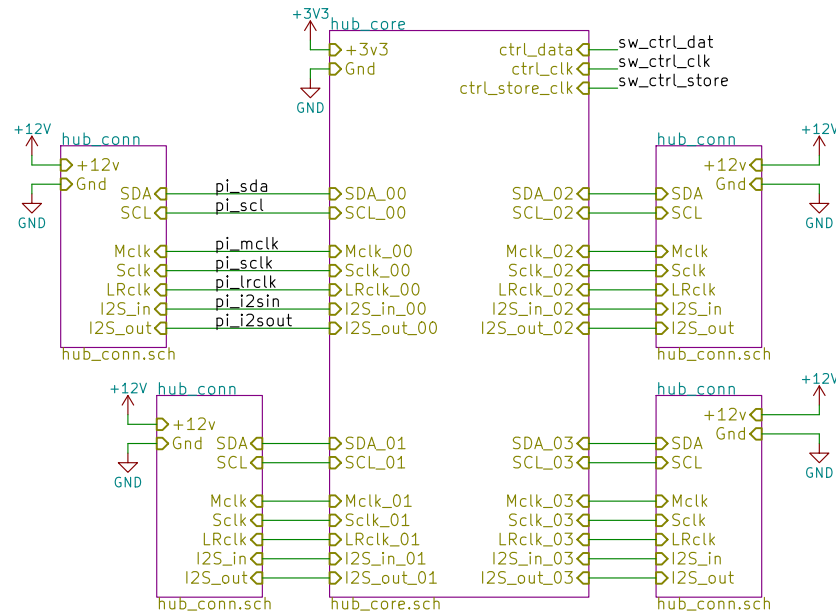 +3V3
hub_core
+3v3
Gnd
GND
ctrl_data
ctrl_clk
ctrl_store_clk
sw_ctrl_dat
sw_ctrl_clk
sw_ctrl_store
+12V
hub_conn
+12v
Gnd
GND
SDA
SCL
Mclk
Sclk
LRclk
I2S_in
I2S_out
hub_conn.sch
pi_sda
pi_scl
pi_mclk
pi_sclk
pi_lrclk
pi_i2sin
pi_i2sout
SDA_00
SCL_00
Mclk_00
Sclk_00
LRclk_00
I2S_in_00
I2S_out_00
SDA_02
SCL_02
Mclk_02
Sclk_02
LRclk_02
I2S_in_02
I2S_out_02
hub_conn
+12V
+12v
Gnd
GND
SDA
SCL
Mclk
Sclk
LRclk
I2S_in
I2S_out
hub_conn.sch
+12V
hub_conn
+12v
Gnd
GND
SDA
SCL
Mclk
Sclk
LRclk
I2S_in
I2S_out
hub_conn.sch
SDA_01
SCL_01
Mclk_01
Sclk_01
LRclk_01
I2S_in_01
I2S_out_01
SDA_03
SCL_03
Mclk_03
Sclk_03
LRclk_03
I2S_in_03
I2S_out_03
hub_core.sch
hub_conn
+12V
+12v
Gnd
GND
SDA
SCL
Mclk
Sclk
LRclk
I2S_in
I2S_out
hub_conn.sch